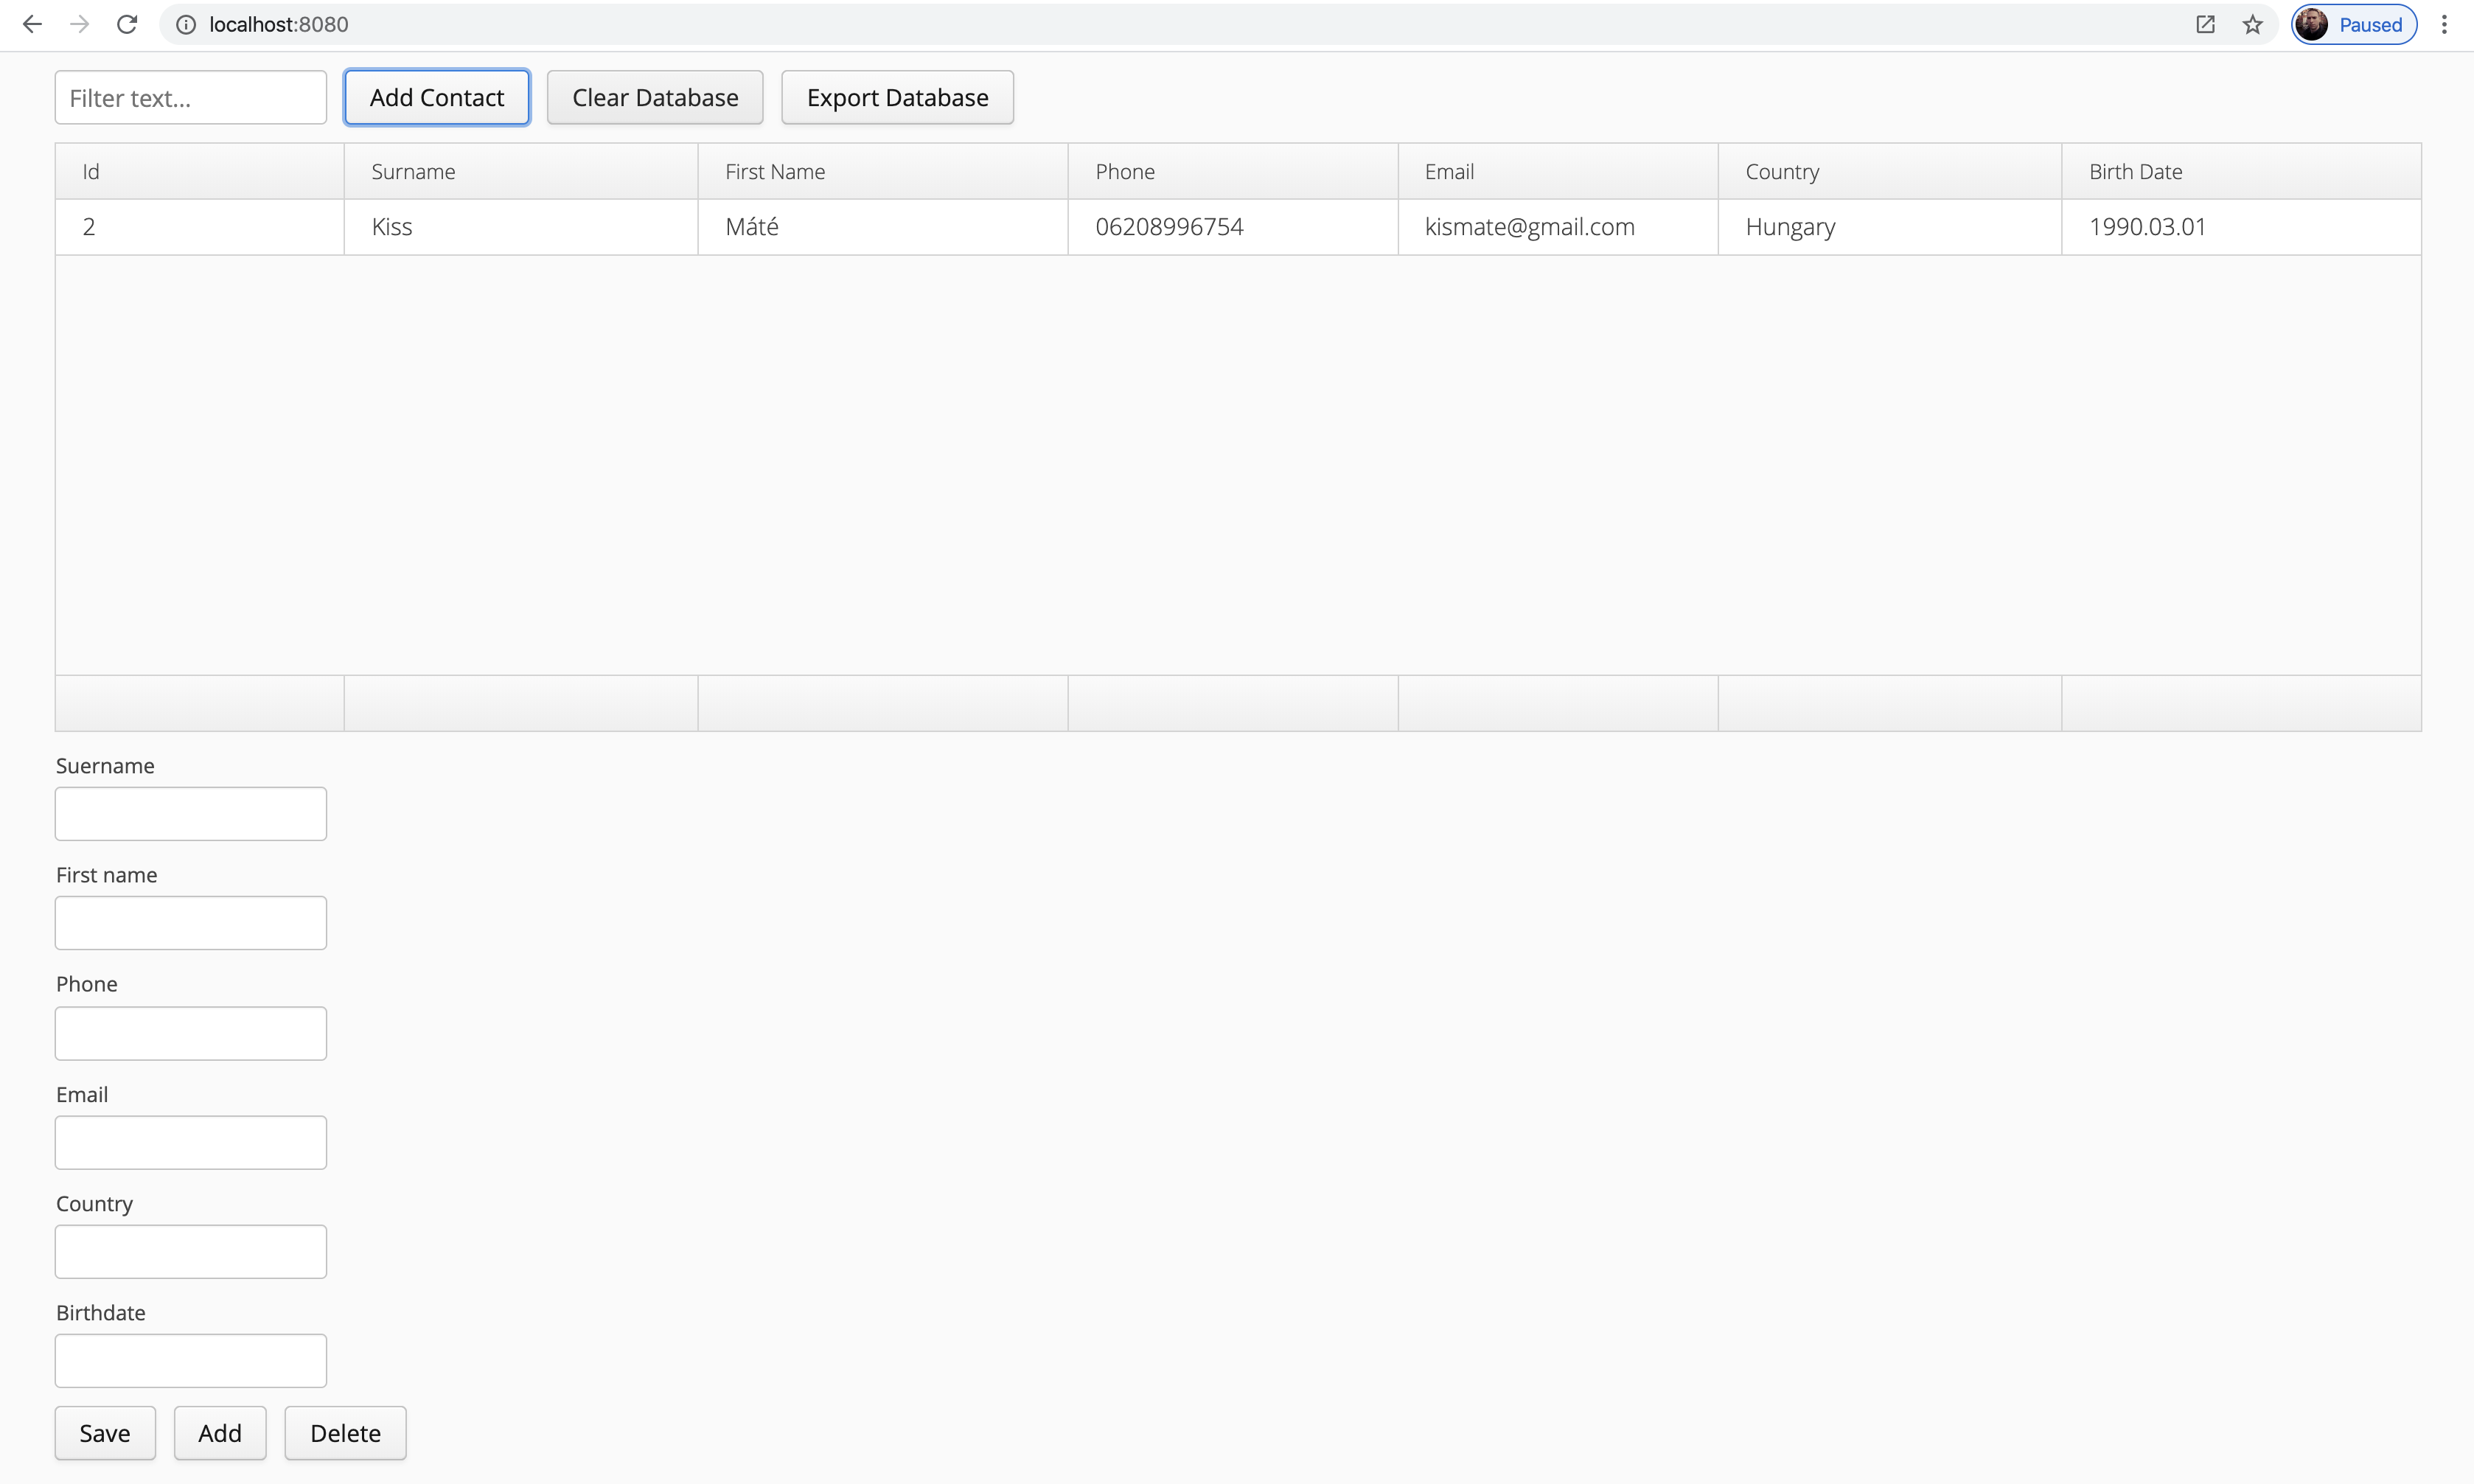 localhost:8080 Paused
Filter text... Add Contact Clear Database Export Database
Id Surname First Name Phone Email Country Birth Date
2 Kiss Máté 06208996754 kismate@gmail.com Hungary 1990.03.01
Suername
First name
Phone
Email
Country
Birthdate
Save Add Delete